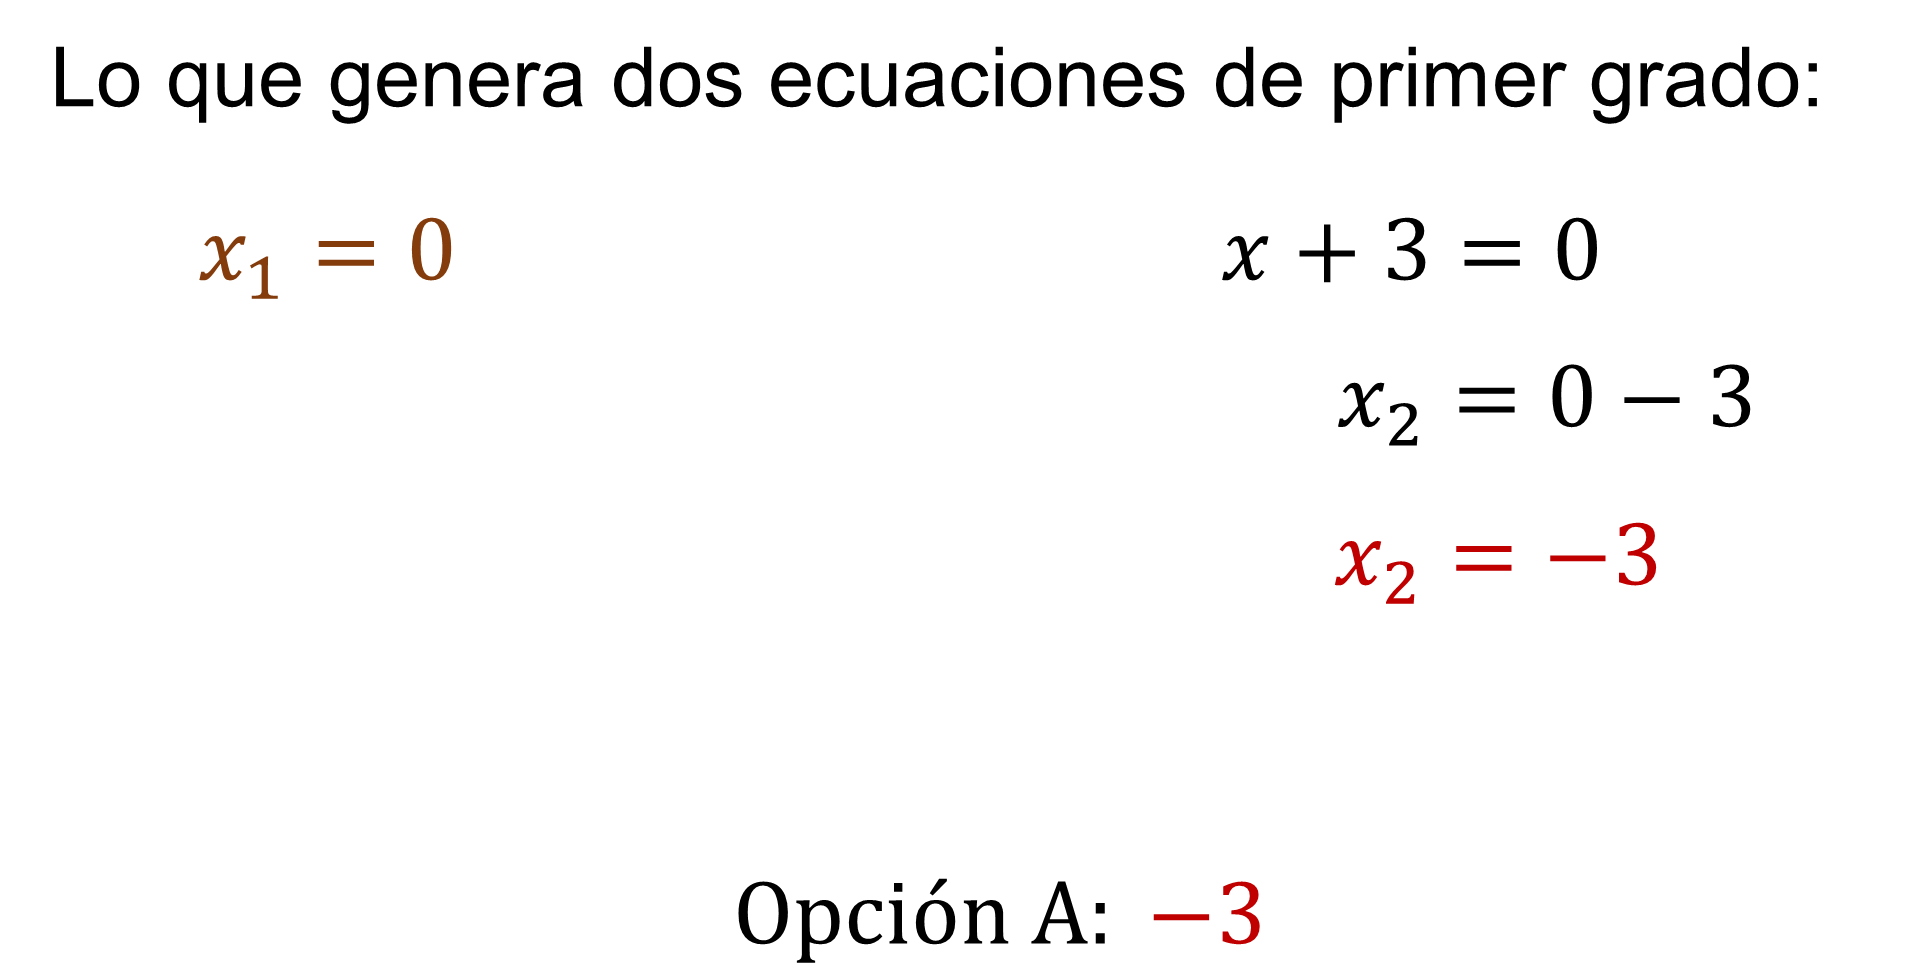 Lo que genera dos ecuaciones de primer grado:
x₁ = 0
x + 3 = 0
x₂ = 0 − 3
x₂ = −3
Opción A: −3